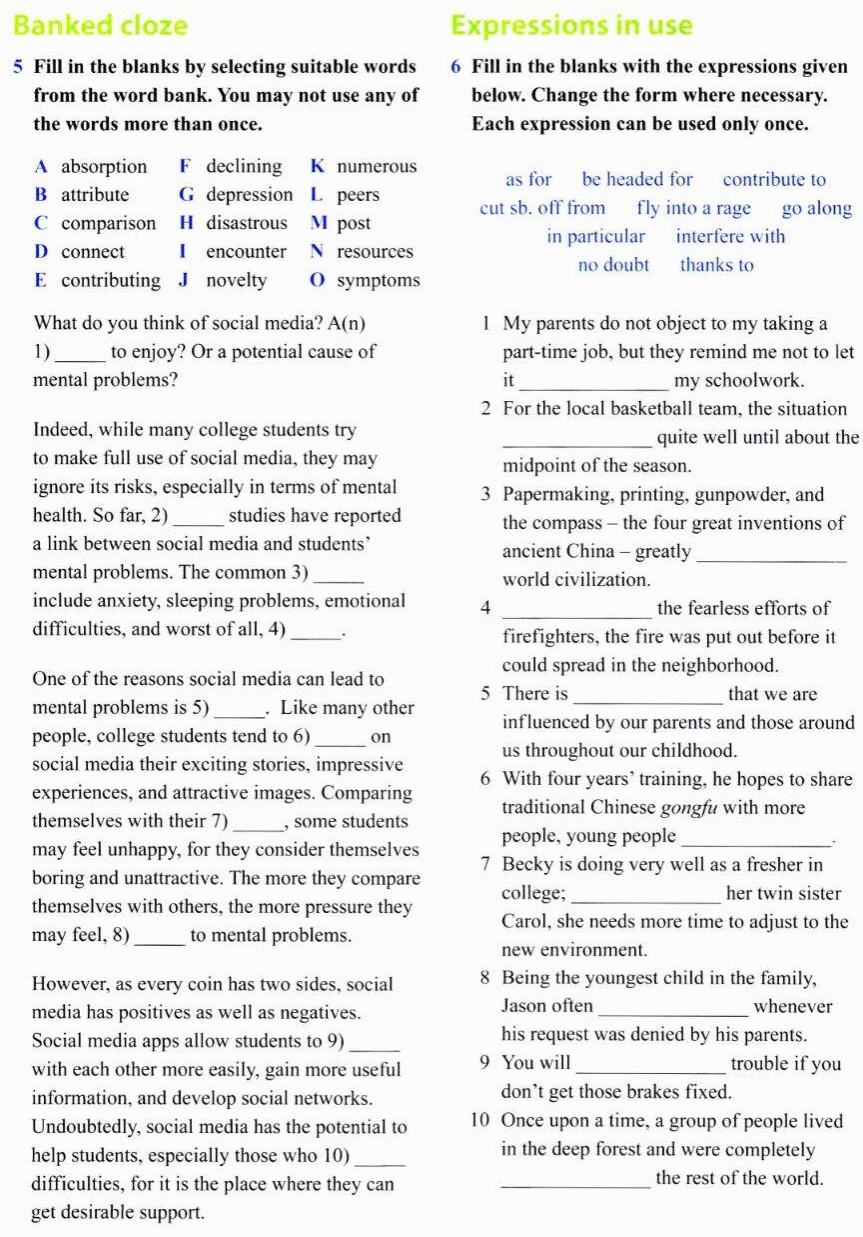 Banked cloze
5 Fill in the blanks by selecting suitable words
from the word bank. You may not use any of
the words more than once.
A absorption F declining K numerous
B attribute G depression L peers
C comparison H disastrous M post
D connect I encounter N resources
E contributing J novelty O symptoms
What do you think of social media? A(n)
1) _____ to enjoy? Or a potential cause of
mental problems?
Indeed, while many college students try
to make full use of social media, they may
ignore its risks, especially in terms of mental
health. So far, 2) _____ studies have reported
a link between social media and students'
mental problems. The common 3) _____
include anxiety, sleeping problems, emotional
difficulties, and worst of all, 4) _____.
One of the reasons social media can lead to
mental problems is 5) _____. Like many other
people, college students tend to 6) _____ on
social media their exciting stories, impressive
experiences, and attractive images. Comparing
themselves with their 7) _____, some students
may feel unhappy, for they consider themselves
boring and unattractive. The more they compare
themselves with others, the more pressure they
may feel, 8) _____ to mental problems.
However, as every coin has two sides, social
media has positives as well as negatives.
Social media apps allow students to 9) _____
with each other more easily, gain more useful
information, and develop social networks.
Undoubtedly, social media has the potential to
help students, especially those who 10) _____
difficulties, for it is the place where they can
get desirable support.
Expressions in use
6 Fill in the blanks with the expressions given
below. Change the form where necessary.
Each expression can be used only once.
as for be headed for contribute to
cut sb. off from fly into a rage go along
in particular interfere with
no doubt thanks to
1 My parents do not object to my taking a
part-time job, but they remind me not to let
it _______________ my schoolwork.
2 For the local basketball team, the situation
_______________ quite well until about the
midpoint of the season.
3 Papermaking, printing, gunpowder, and
the compass – the four great inventions of
ancient China – greatly _______________
world civilization.
4 _______________ the fearless efforts of
firefighters, the fire was put out before it
could spread in the neighborhood.
5 There is _______________ that we are
influenced by our parents and those around
us throughout our childhood.
6 With four years' training, he hopes to share
traditional Chinese gongfu with more
people, young people _______________.
7 Becky is doing very well as a fresher in
college; _______________ her twin sister
Carol, she needs more time to adjust to the
new environment.
8 Being the youngest child in the family,
Jason often _______________ whenever
his request was denied by his parents.
9 You will _______________ trouble if you
don't get those brakes fixed.
10 Once upon a time, a group of people lived
in the deep forest and were completely
_______________ the rest of the world.